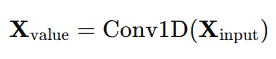 X_value = Conv1D(X_input)